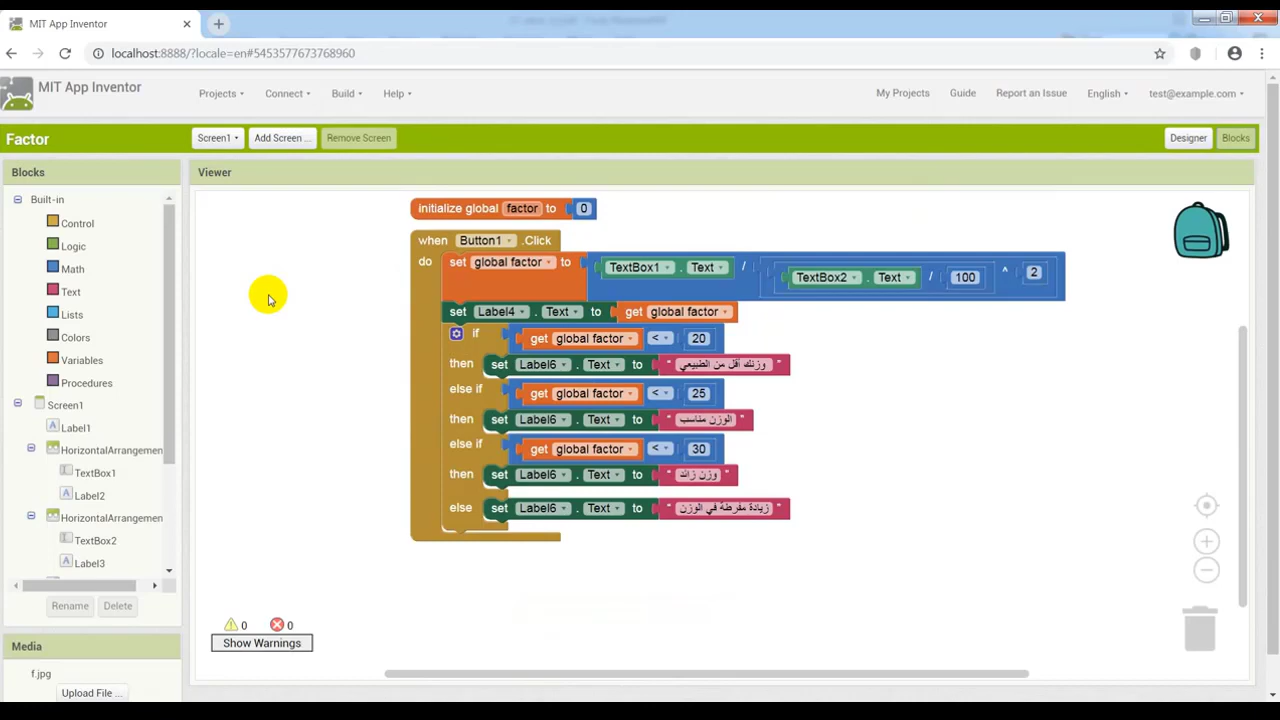 MIT App Inventor
localhost:8888/?locale=en#5453577673768960
MIT App Inventor
Projects Connect Build Help My Projects Guide Report an Issue English test@example.com
Factor Screen1 Add Screen ... Remove Screen Designer Blocks
Blocks
Viewer
Built-in
Control
Logic
Math
Text
Lists
Colors
Variables
Procedures
Screen1
Label1
HorizontalArrangemen
TextBox1
Label2
HorizontalArrangemen
TextBox2
Label3
Rename Delete
Media
f.jpg
Upload File ...
initialize global factor to 0
when Button1 .Click
do set global factor to TextBox1 . Text / TextBox2 . Text / 100 ^ 2
set Label4 . Text to get global factor
if get global factor < 20
then set Label6 . Text to " وزنك أقل من الطبيعي "
else if get global factor < 25
then set Label6 . Text to " الوزن مناسب "
else if get global factor < 30
then set Label6 . Text to " وزن زائد "
else set Label6 . Text to " زيادة مفرطة في الوزن "
0 0
Show Warnings